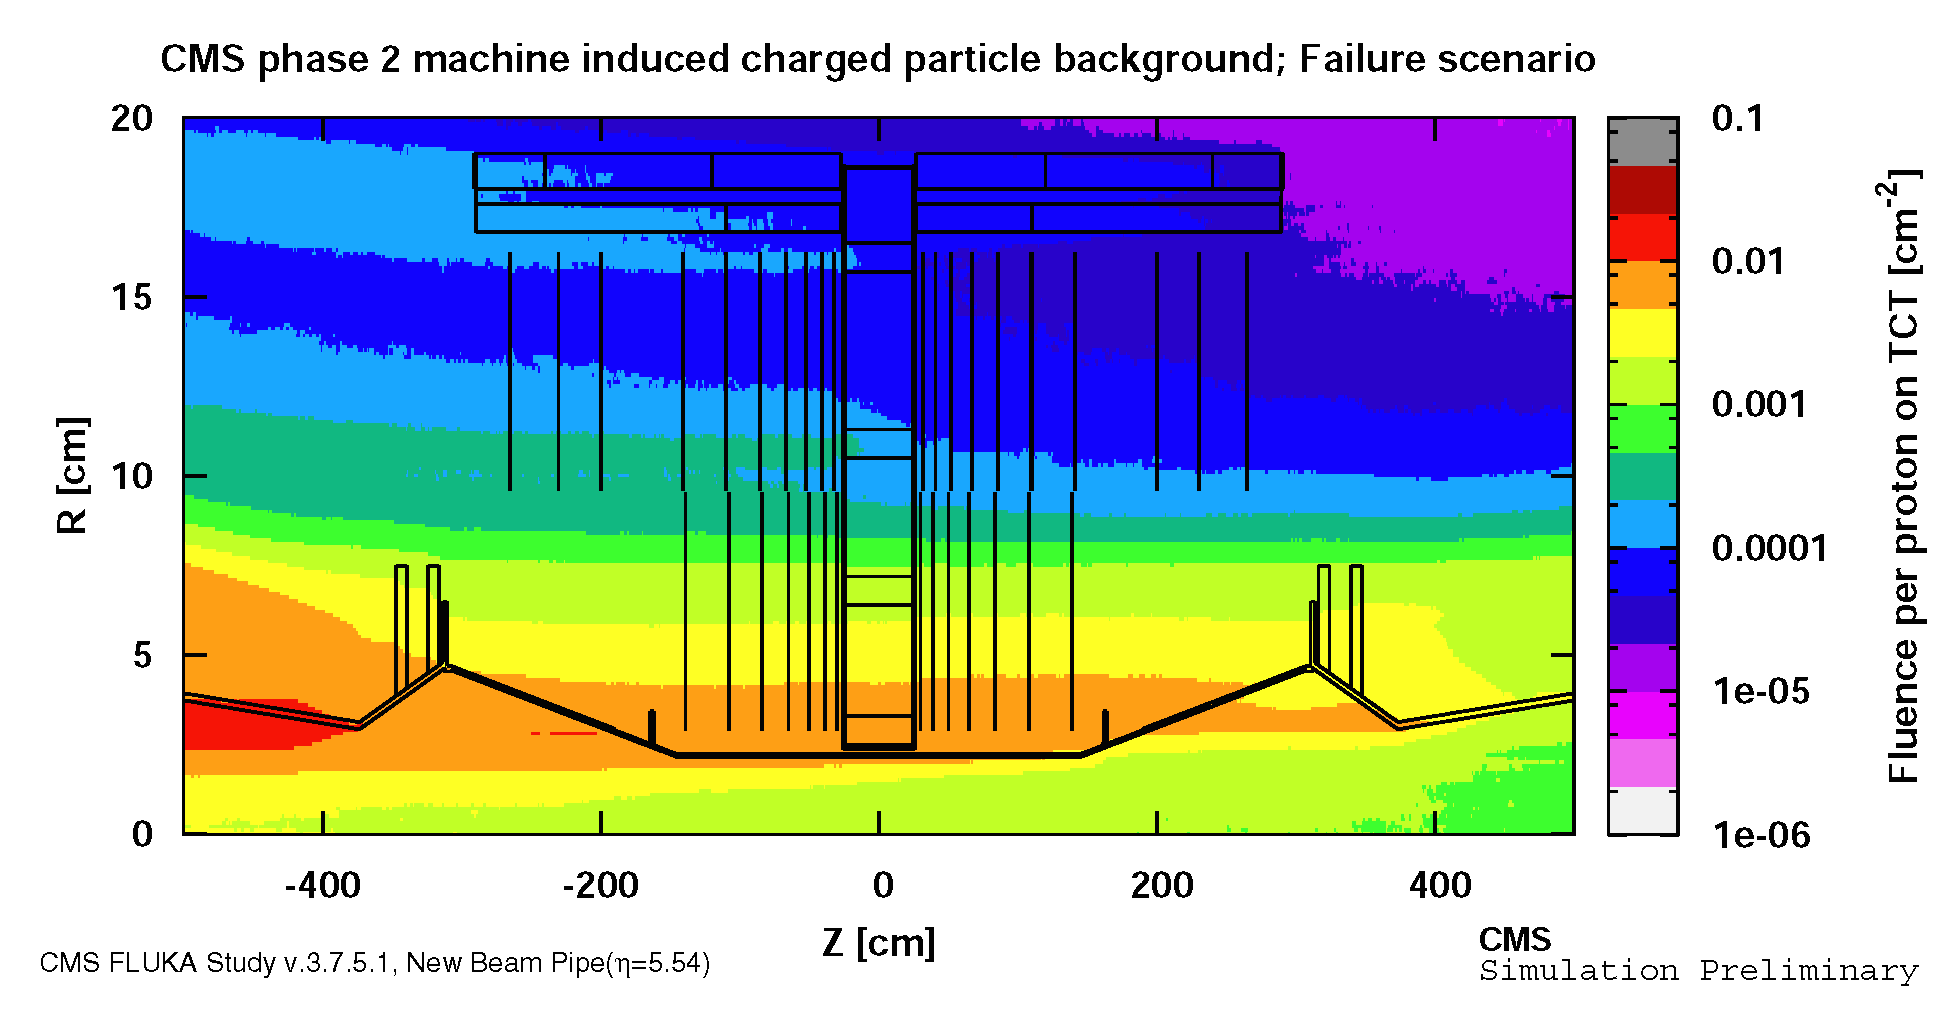 CMS phase 2 machine induced charged particle background; Failure scenario
20
15
10
5
0
R [cm]
-400
-200
0
200
400
Z [cm]
0.1
0.01
0.001
0.0001
1e-05
1e-06
Fluence per proton on TCT [cm-2]
CMS FLUKA Study v.3.7.5.1, New Beam Pipe(η=5.54)
CMS
Simulation Preliminary